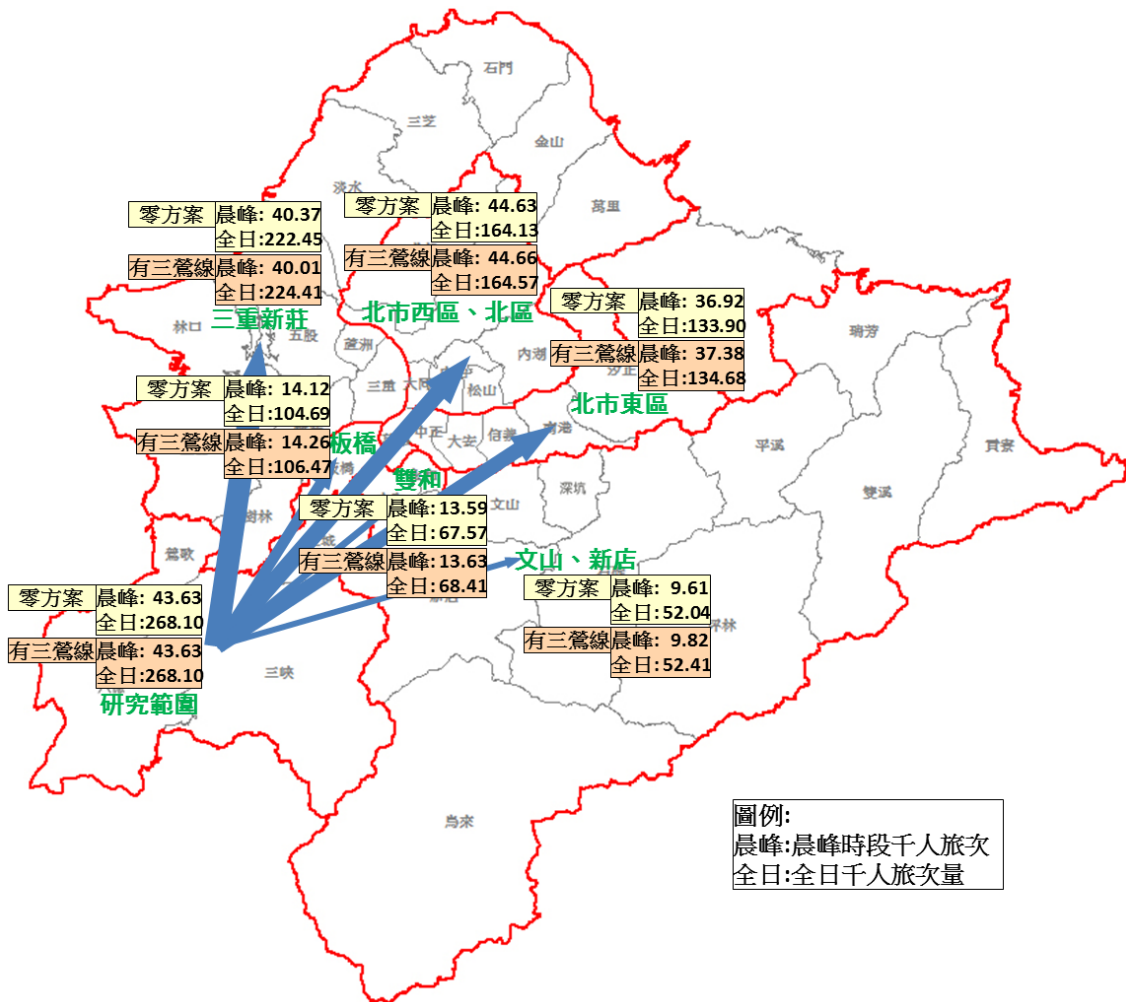 石門
三芝
金山
淡水
萬里
零方案 晨峰: 40.37
全日:222.45
有三鶯線 晨峰: 40.01
全日:224.41
三重新莊
零方案 晨峰: 44.63
全日:164.13
有三鶯線 晨峰: 44.66
全日:164.57
北市西區、北區
零方案 晨峰: 36.92
全日:133.90
有三鶯線 晨峰: 37.38
全日:134.68
北市東區
林口
五股
蘆洲
三重
大同
松山
內湖
汐止
瑞芳
零方案 晨峰: 14.12
全日:104.69
有三鶯線 晨峰: 14.26
全日:106.47
板橋
中正
大安
信義
南港
平溪
貢寮
雙溪
板橋
雙和
零方案 晨峰:13.59
全日:67.57
有三鶯線 晨峰:13.63
全日:68.41
文山
深坑
樹林
鶯歌
文山、新店
零方案 晨峰: 9.61
全日:52.04
有三鶯線 晨峰: 9.82
全日:52.41
坪林
零方案 晨峰: 43.63
全日:268.10
有三鶯線 晨峰: 43.63
全日:268.10
研究範圍
三峽
烏來
圖例:
晨峰:晨峰時段千人旅次
全日:全日千人旅次量